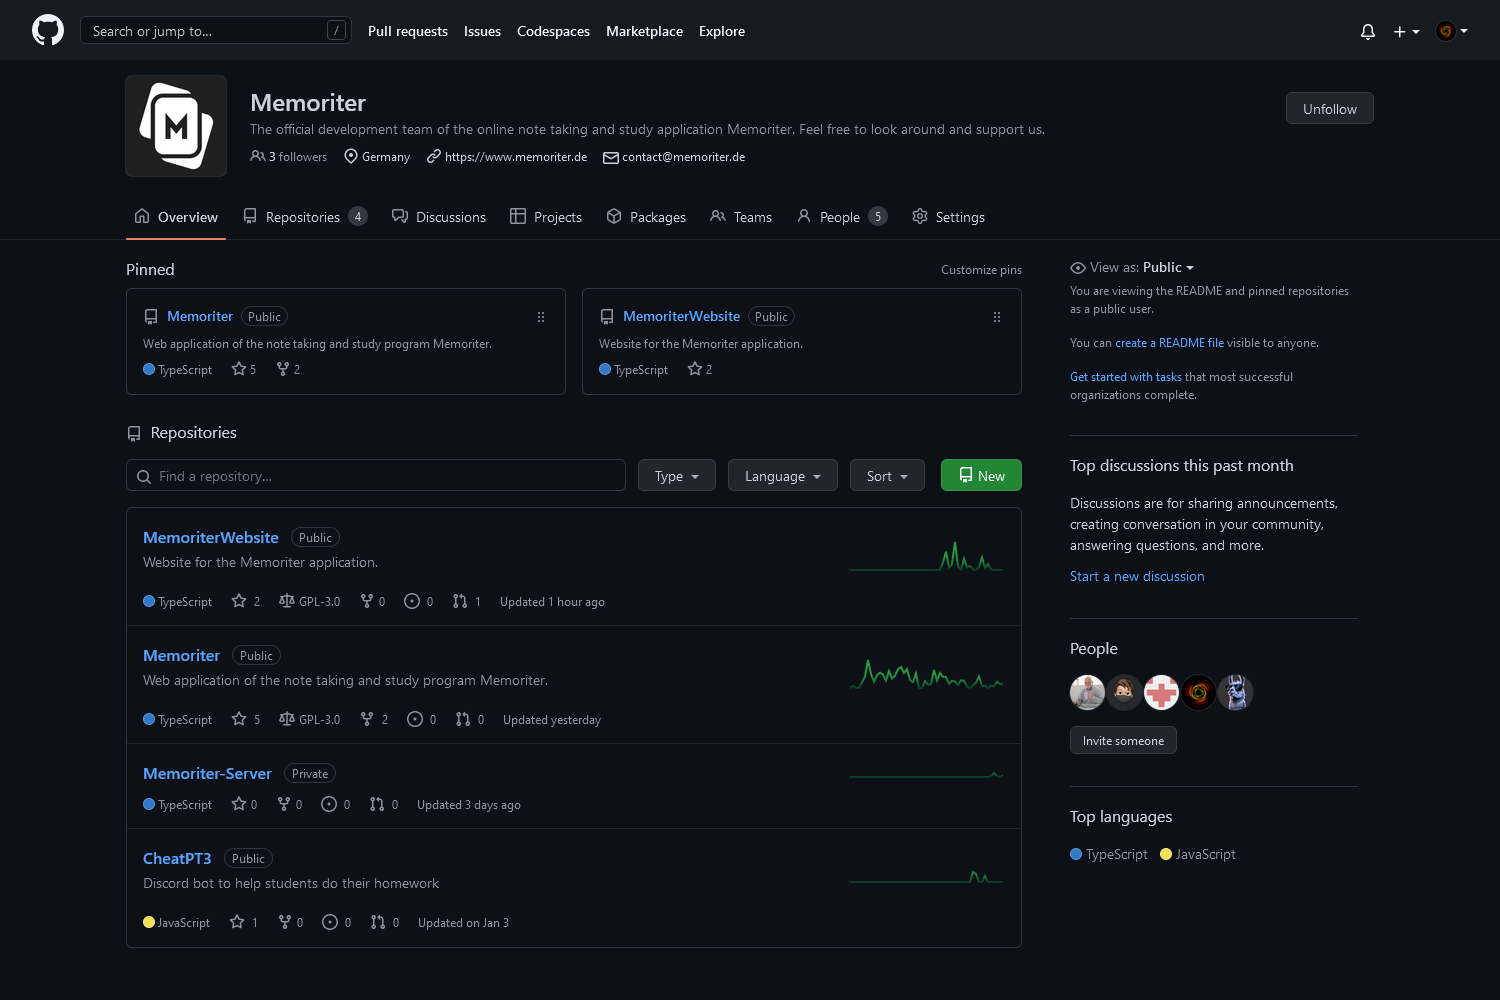 Search or jump to... /
Pull requests Issues Codespaces Marketplace Explore
M
Memoriter
Unfollow
The official development team of the online note taking and study application Memoriter. Feel free to look around and support us.
3 followers Germany https://www.memoriter.de contact@memoriter.de
Overview Repositories 4 Discussions Projects Packages Teams People 5 Settings
Pinned
Customize pins
Memoriter Public
Web application of the note taking and study program Memoriter.
TypeScript 5 2
MemoriterWebsite Public
Website for the Memoriter application.
TypeScript 2
Repositories
Find a repository... Type Language Sort New
MemoriterWebsite Public
Website for the Memoriter application.
TypeScript 2 GPL-3.0 0 0 1 Updated 1 hour ago
Memoriter Public
Web application of the note taking and study program Memoriter.
TypeScript 5 GPL-3.0 2 0 0 Updated yesterday
Memoriter-Server Private
TypeScript 0 0 0 0 Updated 3 days ago
CheatPT3 Public
Discord bot to help students do their homework
JavaScript 1 0 0 0 Updated on Jan 3
View as: Public
You are viewing the README and pinned repositories
as a public user.
You can create a README file visible to anyone.
Get started with tasks that most successful
organizations complete.
Top discussions this past month
Discussions are for sharing announcements,
creating conversation in your community,
answering questions, and more.
Start a new discussion
People
Invite someone
Top languages
TypeScript JavaScript